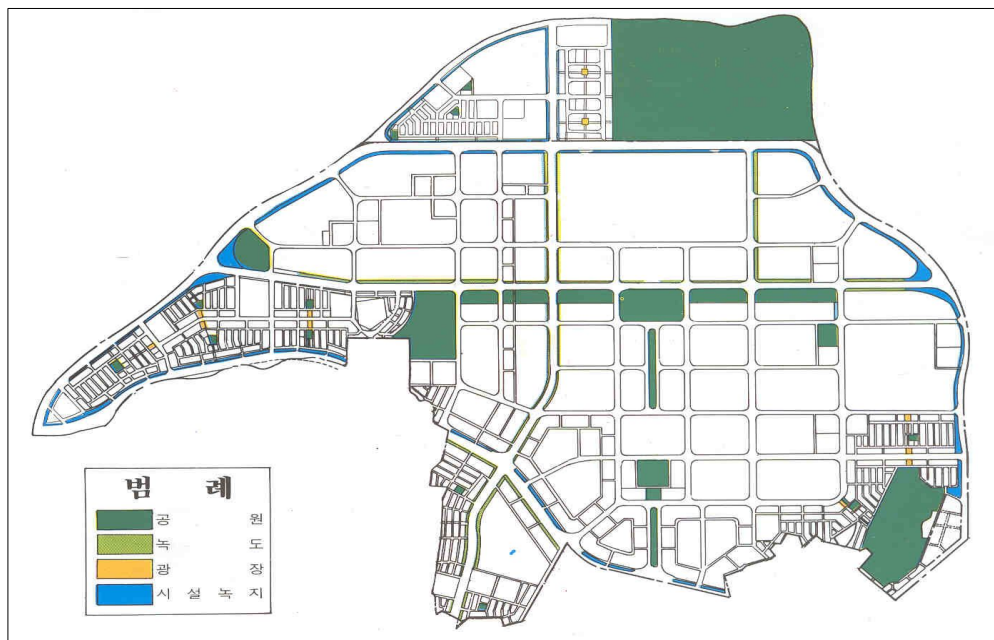 범 례
공 원
녹 도
광 장
시 설 녹 지